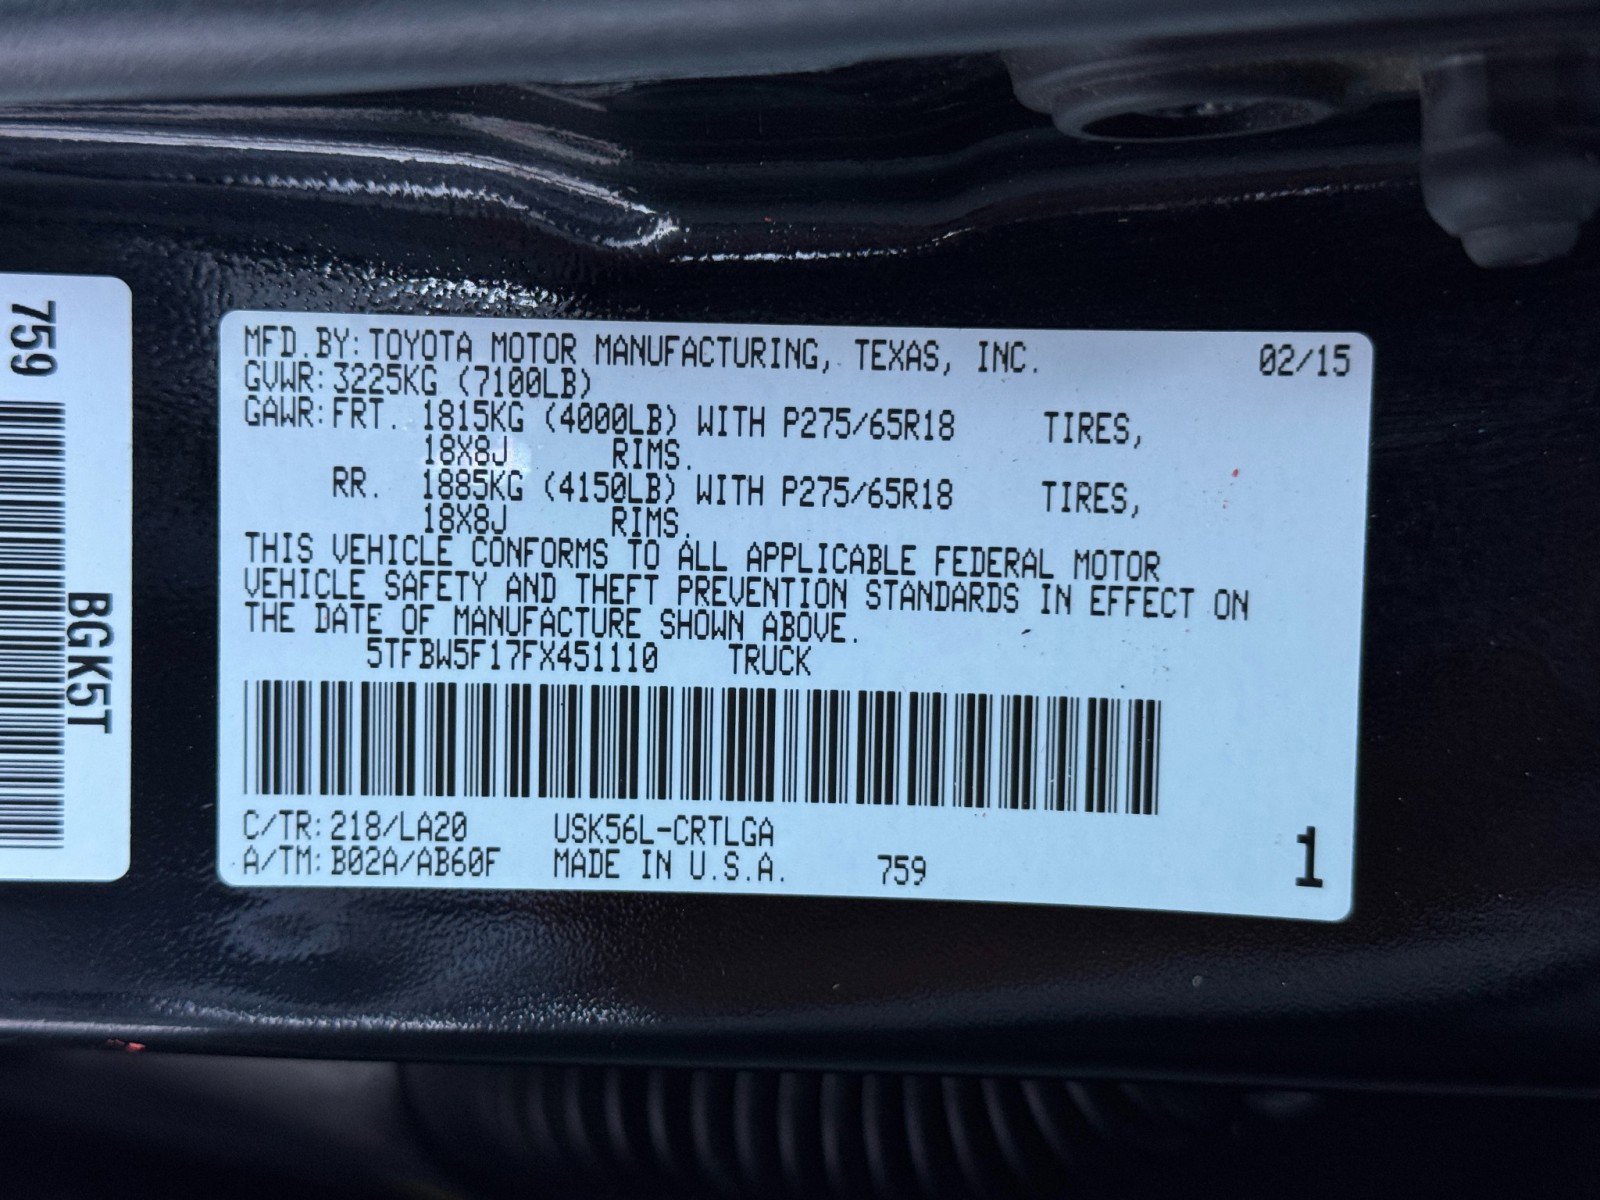 759
BGK5T
MFD.BY: TOYOTA MOTOR MANUFACTURING, TEXAS, INC. 02/15
GVWR: 3225KG (7100LB)
GAWR: FRT. 1815KG (4000LB) WITH P275/65R18 TIRES,
18X8J RIMS.
RR. 1885KG (4150LB) WITH P275/65R18 TIRES,
18X8J RIMS.
THIS VEHICLE CONFORMS TO ALL APPLICABLE FEDERAL MOTOR
VEHICLE SAFETY AND THEFT PREVENTION STANDARDS IN EFFECT ON
THE DATE OF MANUFACTURE SHOWN ABOVE.
5TFBW5F17FX451110 TRUCK
C/TR: 218/LA20 USK56L-CRTLGA
A/TM: B02A/AB60F MADE IN U.S.A. 759
1